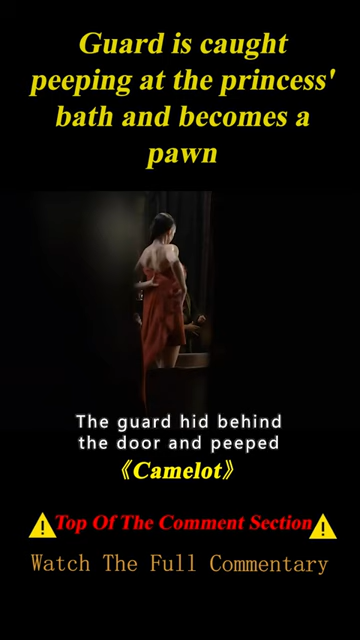 Guard is caught
peeping at the princess'
bath and becomes a
pawn
The guard hid behind
the door and peeped
《Camelot》
Top Of The Comment Section
Watch The Full Commentary